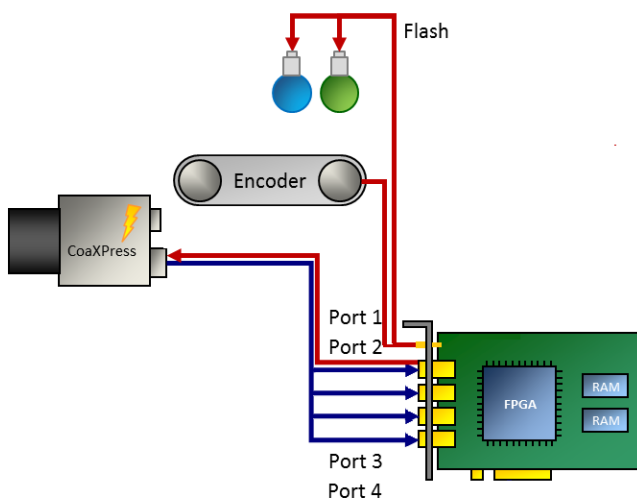 Flash
Encoder
CoaXPress
Port 1
Port 2
FPGA
RAM
RAM
Port 3
Port 4